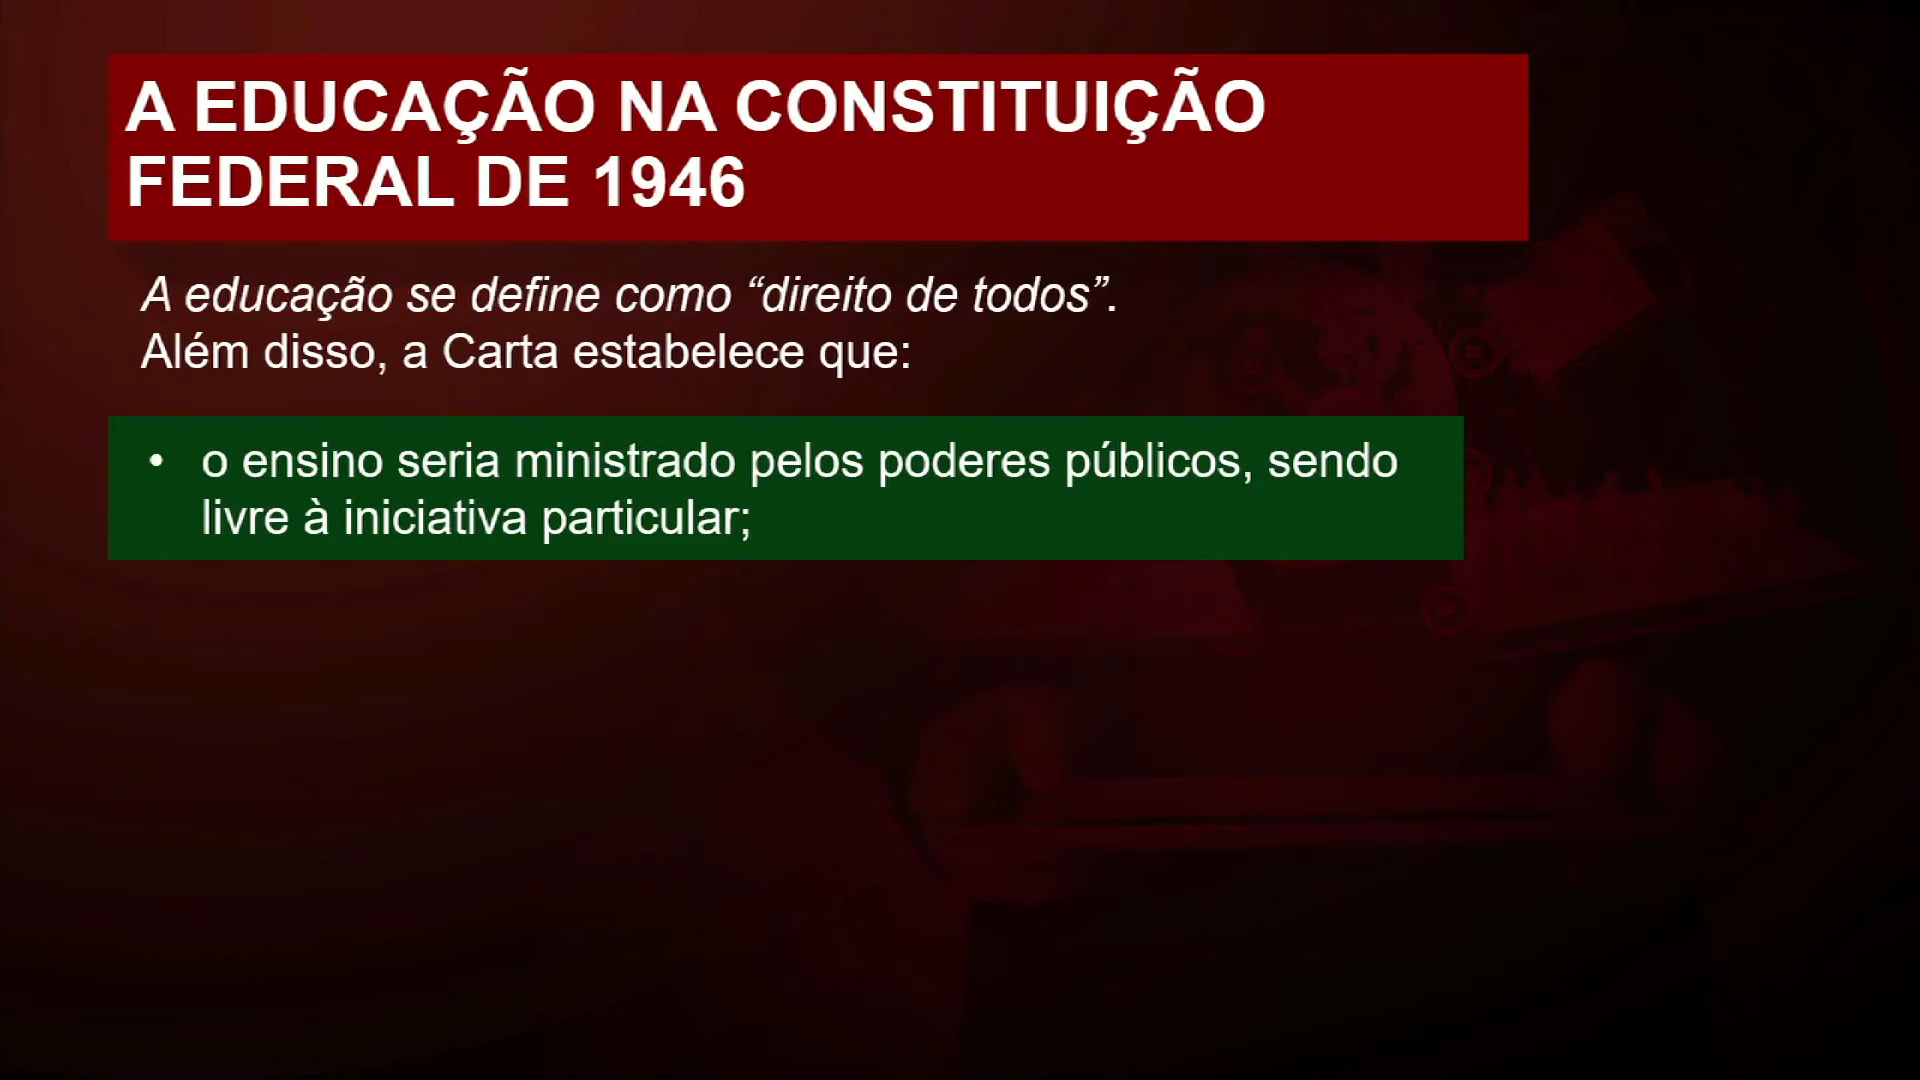 A EDUCAÇÃO NA CONSTITUIÇÃO
FEDERAL DE 1946
A educação se define como “direito de todos”.
Além disso, a Carta estabelece que:
• o ensino seria ministrado pelos poderes públicos, sendo
livre à iniciativa particular;